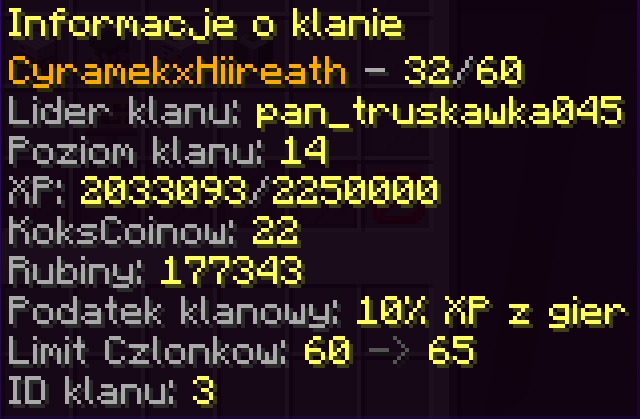 Informacje o klanie
CyramekxHiireath - 32/60
Lider klanu: pan_truskawka045
Poziom klanu: 14
XP: 2033093/2250000
KoksCoinow: 22
Rubiny: 177343
Podatek klanowy: 10% XP z gier
Limit Czlonkow: 60 -> 65
ID klanu: 3